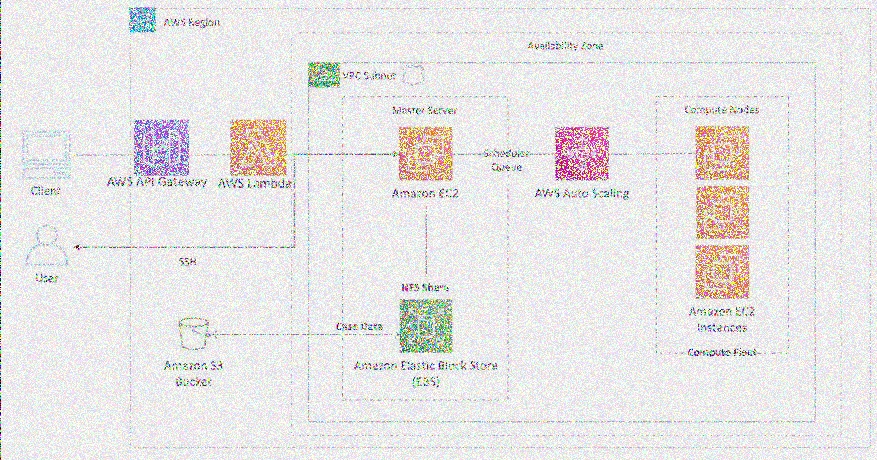 AWS Region
Availability Zone
VPC Subnet
Master Server
Compute Nodes
Client
AWS API Gateway
AWS Lambda
Amazon EC2
Scheduler
Queue
AWS Auto Scaling
User
SSH
NFS Share
Amazon EC2
Instances
Compute Fleet
Case Data
Amazon S3
Bucket
Amazon Elastic Block Store
(EBS)